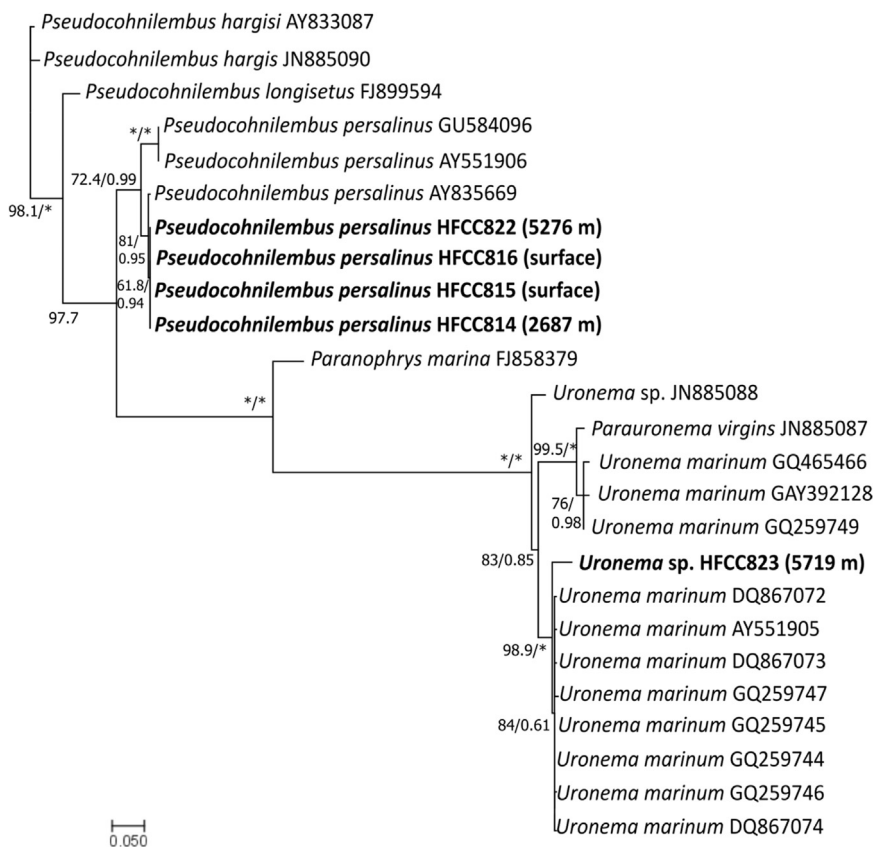 Pseudocohnilembus hargisi AY833087
Pseudocohnilembus hargis JN885090
Pseudocohnilembus longisetus FJ899594
Pseudocohnilembus persalinus GU584096
*/*
Pseudocohnilembus persalinus AY551906
72.4/0.99
Pseudocohnilembus persalinus AY835669
98.1/*
Pseudocohnilembus persalinus HFCC822 (5276 m)
81/
0.95
Pseudocohnilembus persalinus HFCC816 (surface)
61.8/
0.94
Pseudocohnilembus persalinus HFCC815 (surface)
97.7
Pseudocohnilembus persalinus HFCC814 (2687 m)
Paranophrys marina FJ858379
*/*
Uronema sp. JN885088
Parauronema virgins JN885087
99.5/*
*/*
Uronema marinum GQ465466
Uronema marinum GAY392128
76/
0.98
Uronema marinum GQ259749
83/0.85
Uronema sp. HFCC823 (5719 m)
Uronema marinum DQ867072
Uronema marinum AY551905
98.9/*
Uronema marinum DQ867073
Uronema marinum GQ259747
84/0.61
Uronema marinum GQ259745
Uronema marinum GQ259744
Uronema marinum GQ259746
Uronema marinum DQ867074
0.050